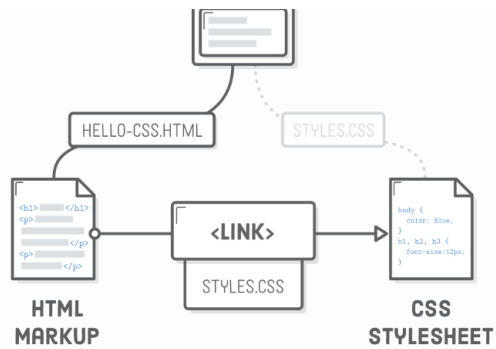 HELLO-CSS.HTML
STYLES.CSS
<h1> </h1>
<p>
</p>
<p>
</p>
<LINK>
STYLES.CSS
body {
color: blue;
}
h1, h2, h3 {
font-size:12px;
}
HTML
MARKUP
CSS
STYLESHEET